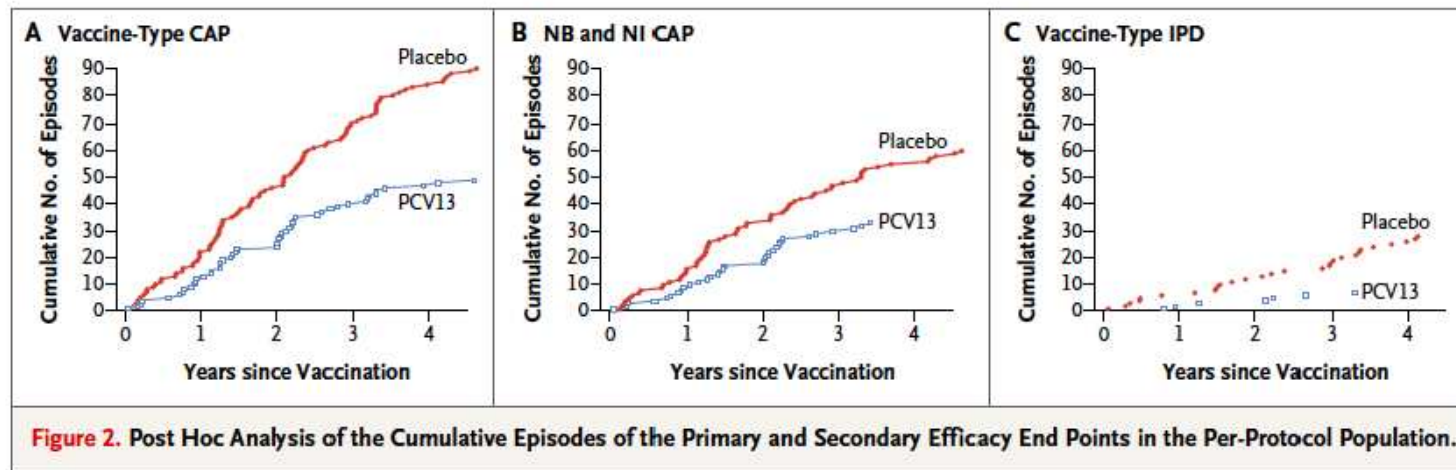 A Vaccine-Type CAP
Cumulative No. of Episodes
90
80
70
60
50
40
30
20
10
0
0 1 2 3 4
Placebo
PCV13
Years since Vaccination
B NB and NI CAP
Cumulative No. of Episodes
90
80
70
60
50
40
30
20
10
0
0 1 2 3 4
Placebo
PCV13
Years since Vaccination
C Vaccine-Type IPD
Cumulative No. of Episodes
90
80
70
60
50
40
30
20
10
0
0 1 2 3 4
Placebo
PCV13
Years since Vaccination
Figure 2. Post Hoc Analysis of the Cumulative Episodes of the Primary and Secondary Efficacy End Points in the Per-Protocol Population.